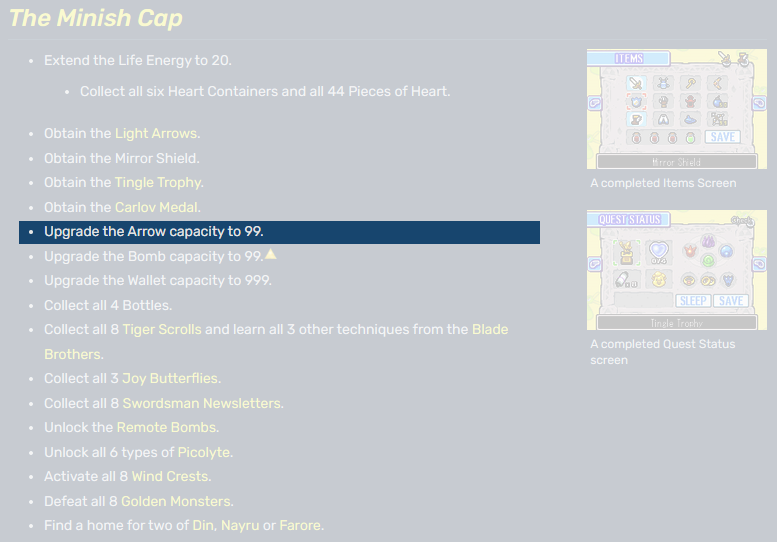 The Minish Cap
Extend the Life Energy to 20.
Collect all six Heart Containers and all 44 Pieces of Heart.
Obtain the Light Arrows.
Obtain the Mirror Shield.
Obtain the Tingle Trophy.
Obtain the Carlov Medal.
Upgrade the Arrow capacity to 99.
Upgrade the Bomb capacity to 99.
Upgrade the Wallet capacity to 999.
Collect all 4 Bottles.
Collect all 8 Tiger Scrolls and learn all 3 other techniques from the Blade
Brothers.
Collect all 3 Joy Butterflies.
Collect all 8 Swordsman Newsletters.
Unlock the Remote Bombs.
Unlock all 6 types of Picolyte.
Activate all 8 Wind Crests.
Defeat all 8 Golden Monsters.
Find a home for two of Din, Nayru or Farore.
ITEMS
SAVE
Mirror Shield
A completed Items Screen
QUEST STATUS
SLEEP SAVE
Tingle Trophy
A completed Quest Status
screen